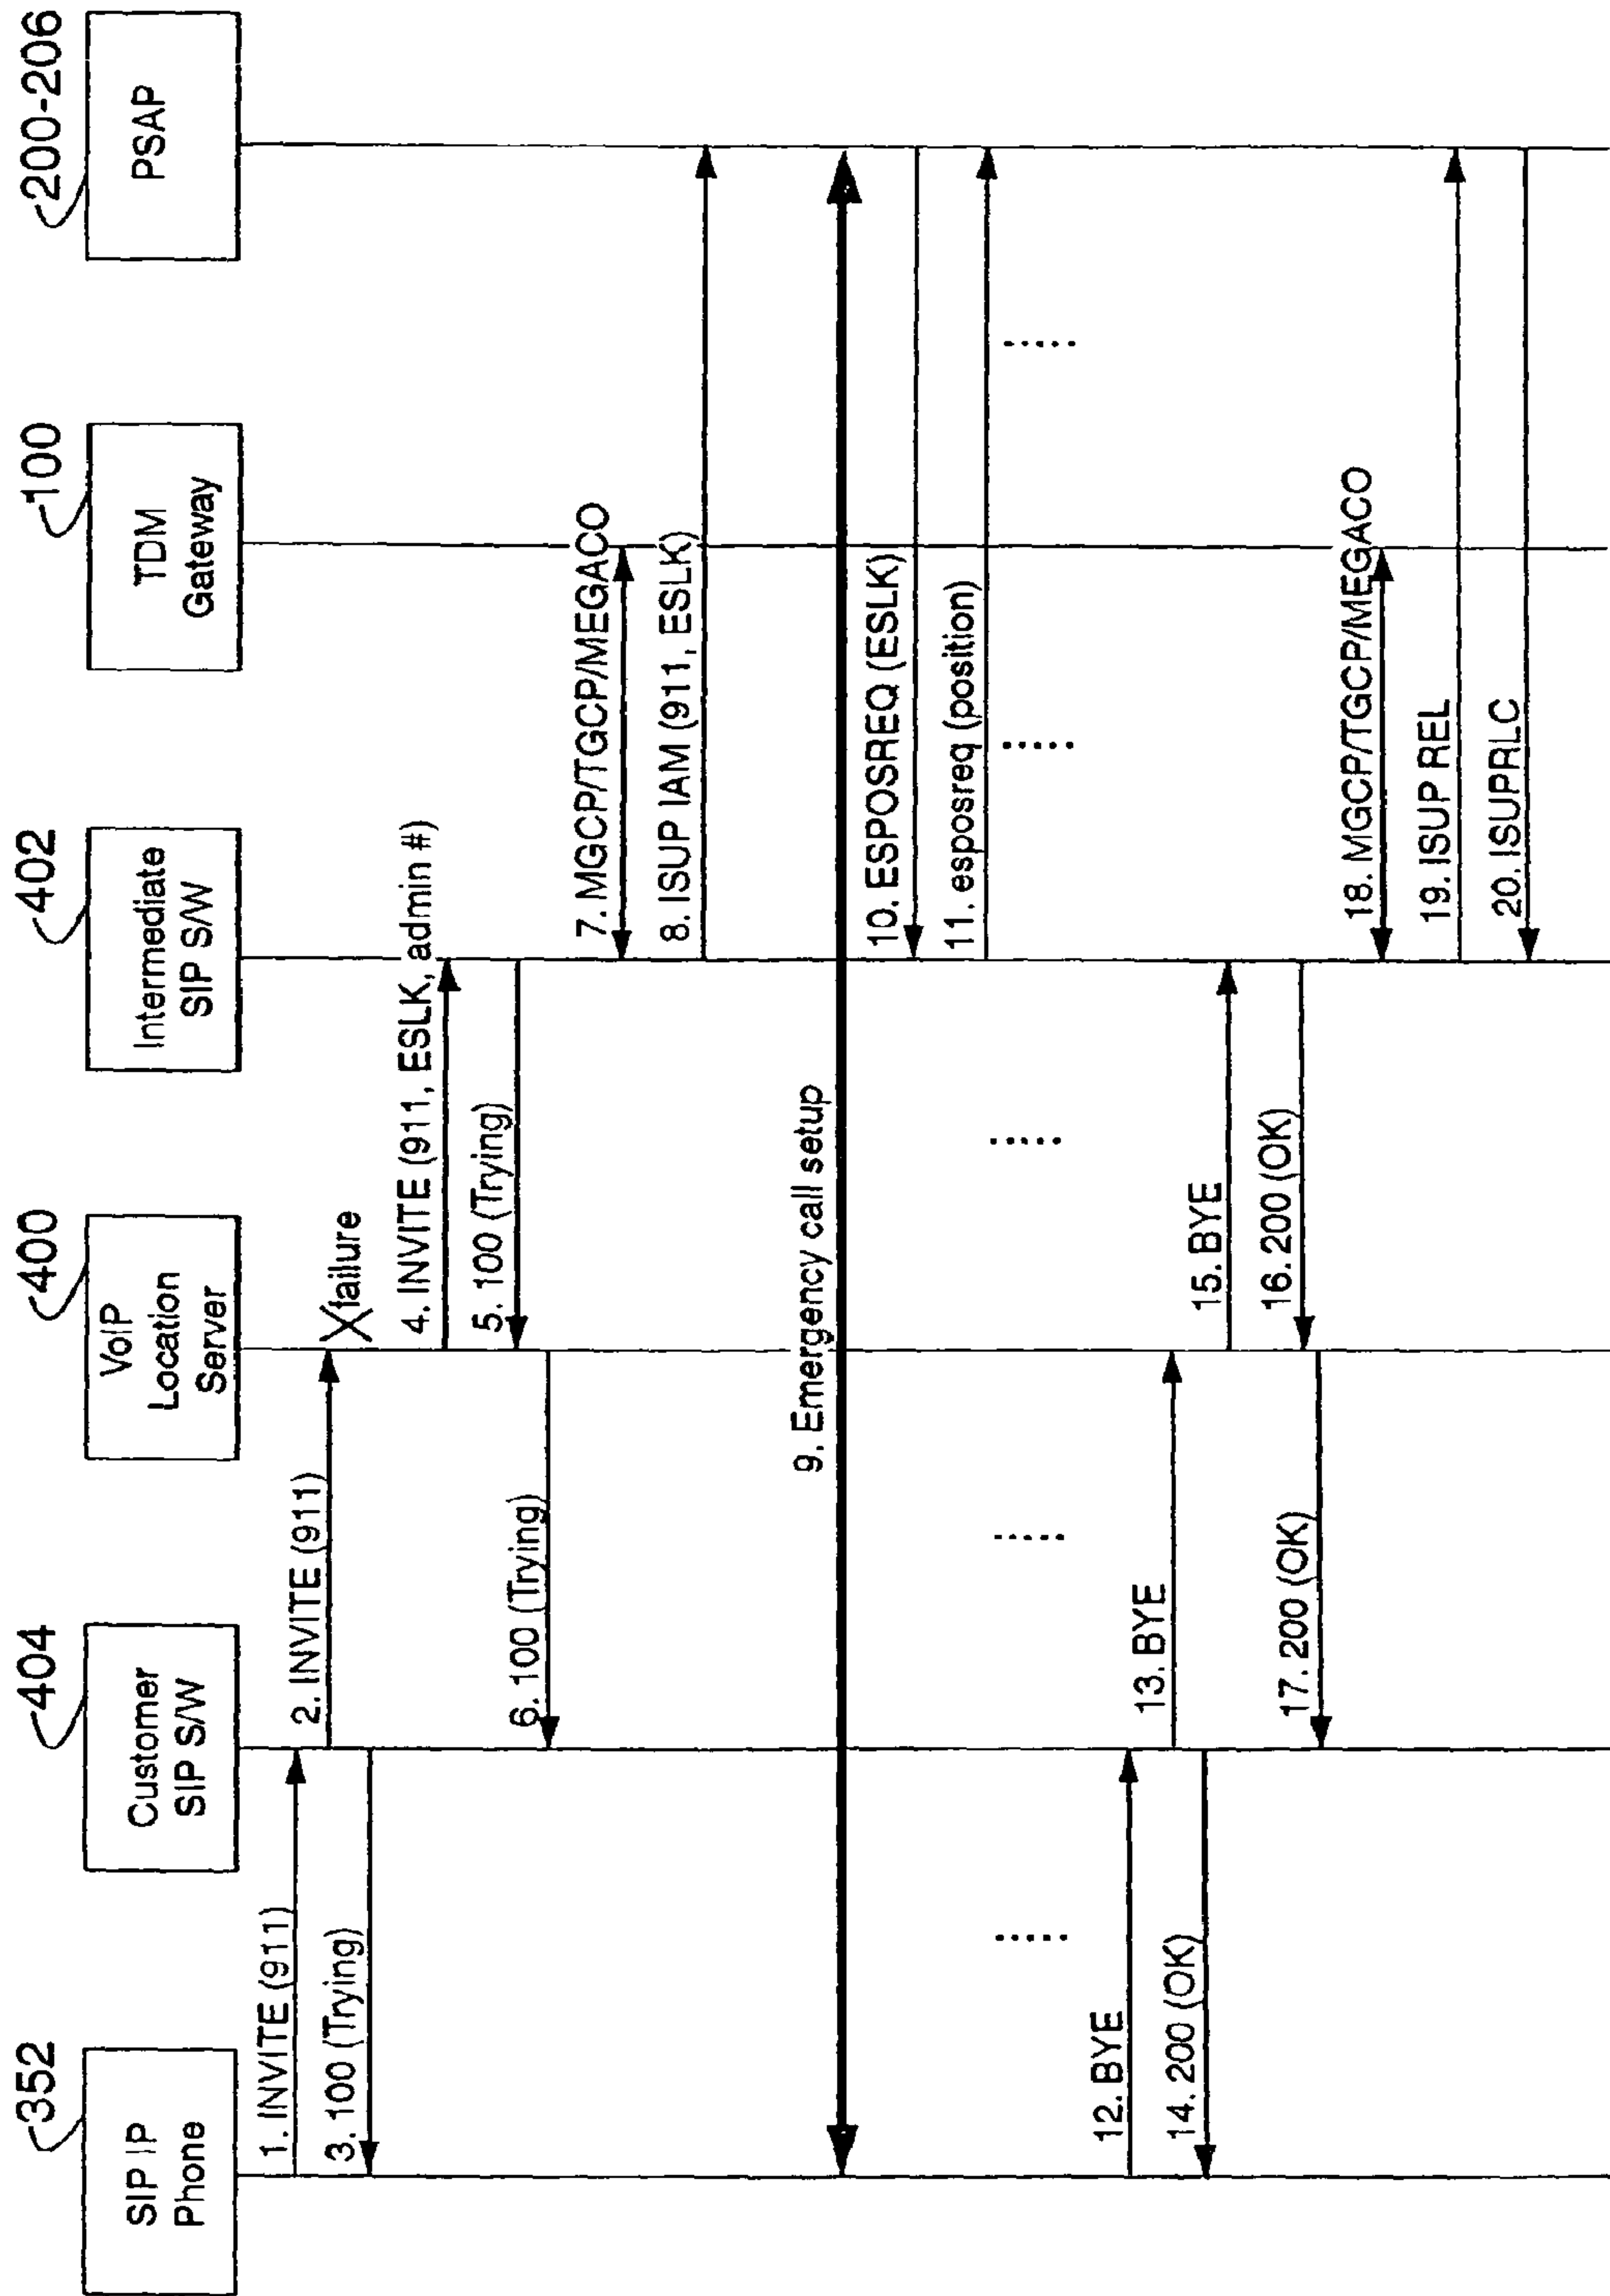 352
404
400
402
100
200-206
SIP IP
Phone
Customer
SIP S/W
VoIP
Location
Server
Intermediate
SIP S/W
TDM
Gateway
PSAP
1. INVITE (911)
2. INVITE (911)
failure
3. 100 (Trying)
4. INVITE (911, ESLK, admin #)
5. 100 (Trying)
6. 100 (Trying)
7. MGCP/TGCP/MEGACO
8. ISUP IAM (911, ESLK)
9. Emergency call setup
10. ESPOSREQ (ESLK)
11. esposreq (position)
.....
.....
.....
.....
.....
12. BYE
13. BYE
14. 200 (OK)
15. BYE
16. 200 (OK)
17. 200 (OK)
18. MGCP/TGCP/MEGACO
19. ISUP REL
20. ISUPRLC